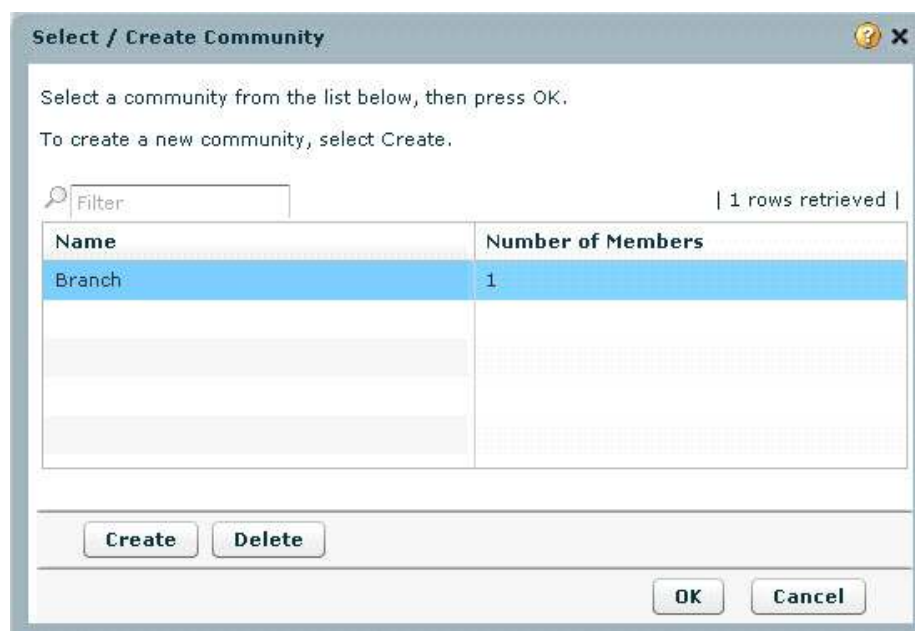 Select / Create Community
?
Select a community from the list below, then press OK.
To create a new community, select Create.
Filter
| 1 rows retrieved |
Name Number of Members
Branch 1
Create Delete
OK Cancel